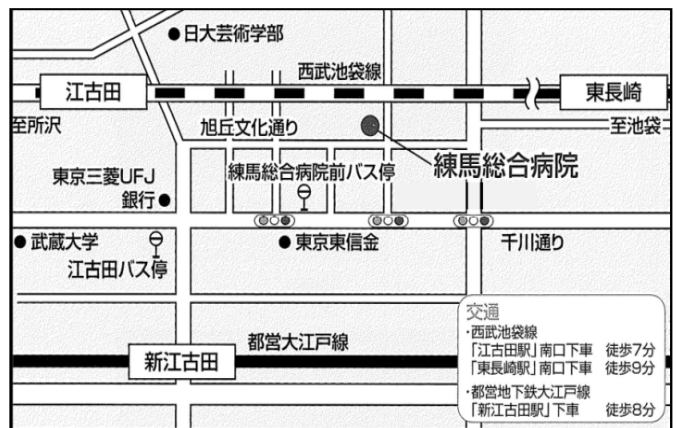 ●日大芸術学部
西武池袋線
江古田
東長崎
至所沢
旭丘文化通り
至池袋
練馬総合病院
東京三菱UFJ
銀行●
練馬総合病院前バス停
●武蔵大学
江古田バス停
●東京東信金
千川通り
都営大江戸線
新江古田
交通
・西武池袋線
「江古田駅」南口下車 徒歩7分
「東長崎駅」南口下車 徒歩9分
・都営地下鉄大江戸線
「新江古田駅」下車 徒歩8分